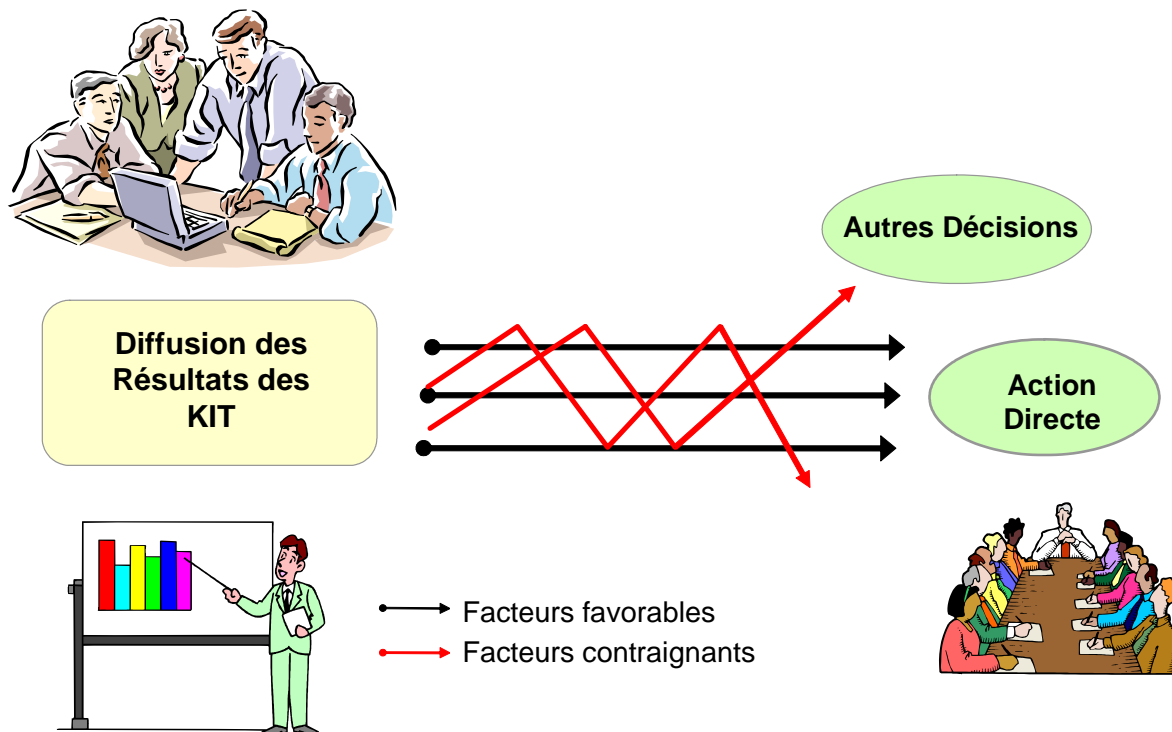 Autres Décisions
Diffusion des
Résultats des
KIT
Action
Directe
Facteurs favorables
Facteurs contraignants